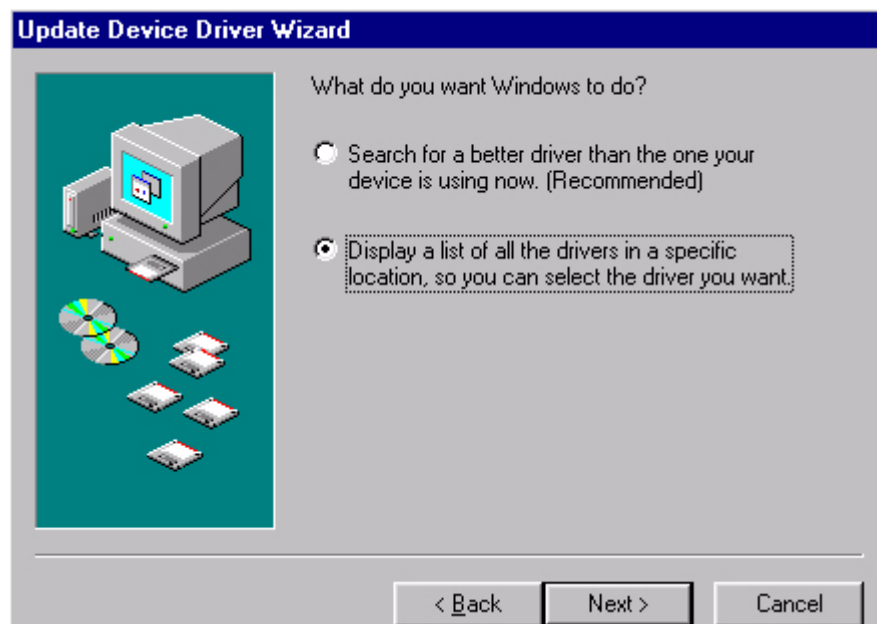 Update Device Driver Wizard
What do you want Windows to do?
Search for a better driver than the one your
device is using now. (Recommended)
Display a list of all the drivers in a specific
location, so you can select the driver you want.
< Back
Next >
Cancel